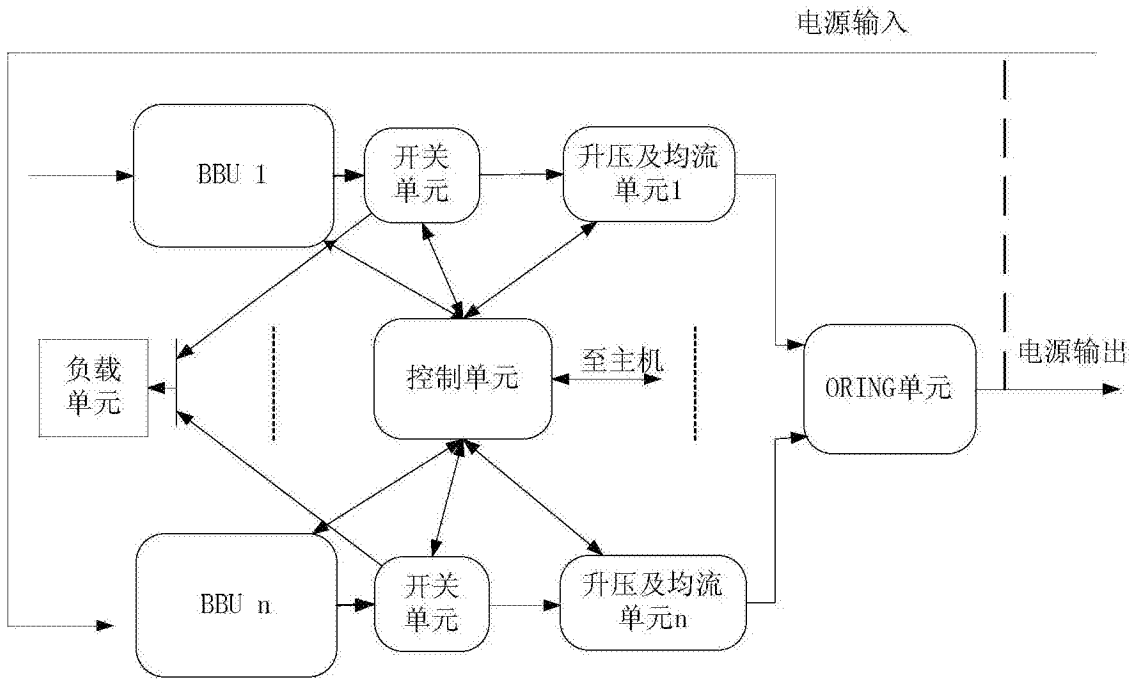 电源输入
BBU 1
开关
单元
升压及均流
单元1
负载
单元
控制单元
至主机
ORING单元
电源输出
BBU n
开关
单元
升压及均流
单元n